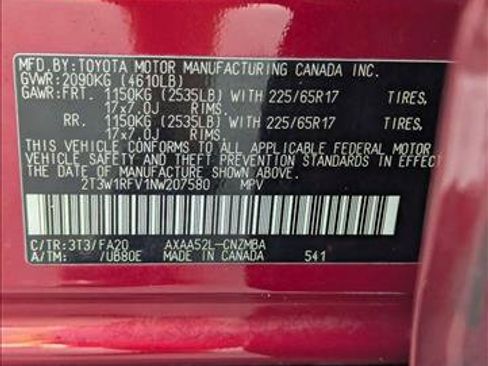 MFD.BY:TOYOTA MOTOR MANUFACTURING CANADA INC.
GVWR:2090KG (4610LB)
GAWR:FRT. 1150KG (2535LB) WITH 225/65R17 TIRES,
17x7.0J RIMS,
RR. 1150KG (2535LB) WITH 225/65R17 TIRES,
17x7.0J RIMS.
THIS VEHICLE CONFORMS TO ALL APPLICABLE FEDERAL MOTOR
VEHICLE SAFETY AND THEFT PREVENTION STANDARDS IN EFFECT
THE DATE OF MANUFACTURE SHOWN ABOVE.
2T3W1RFV1NW207580 MPV
C/TR:3T3/FA20 AXAA52L-CNZMBA
A/TM: /UB80E MADE IN CANADA 541